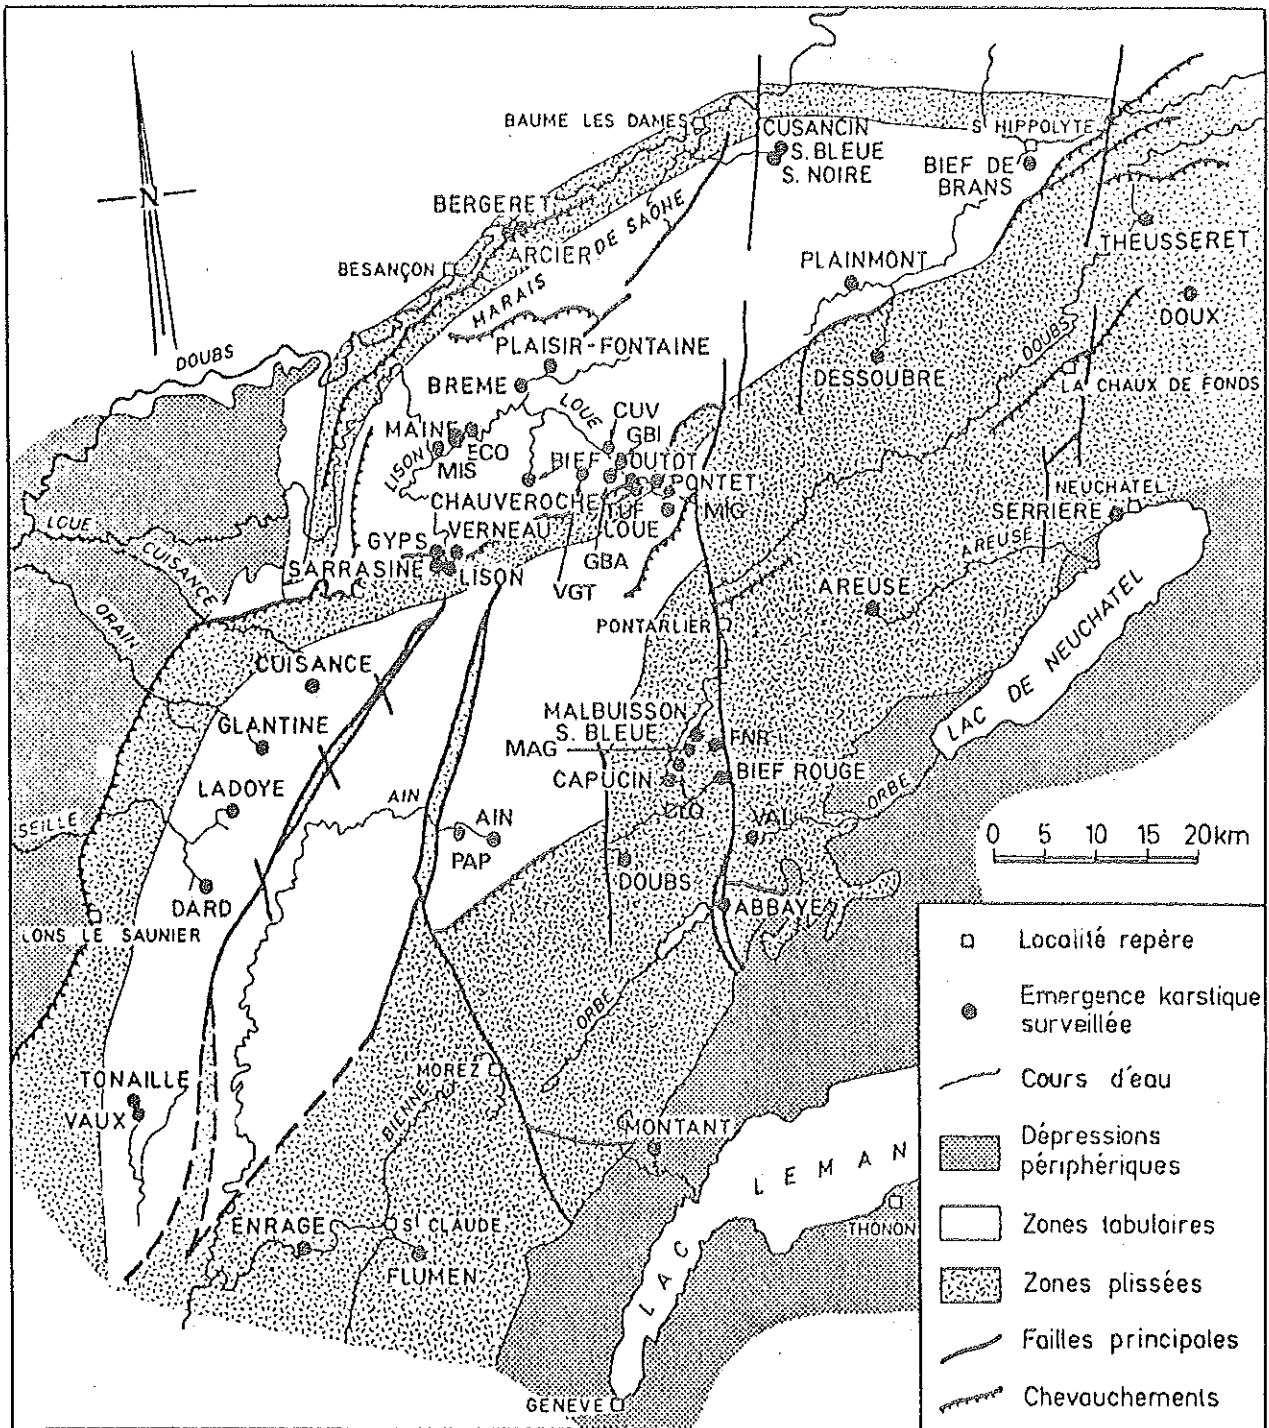 BAUME LES DAMES
CUSANCIN
S. BLEUE
S. NOIRE
S HIPPOLYTE
BIEF DE
BRANS
THEUSSERET
DOUX
BERGERET
ARCIER
MARAIS DE SAÔNE
BESANÇON
N
PLAINMONT
DOUBS
DOUBS
DESSOUBRE
LA CHAUX DE FONDS
PLAISIR-FONTAINE
BREME
LOUE
CUV
GBI
MAINE
ECO
LISON
MIS
BIEF POUTOT
PONTET
CHAUVEROCHE
TUF
MIG
VERNEAU
LOUE
GYPS
GBA
SARRASINE
LISON
VGT
NEUCHATEL
SERRIERE
AREUSE
AREUSE
LOUE
CUISANCE
ORAIN
PONTARLIER
LAC DE NEUCHATEL
CUISANCE
GLANTINE
MALBUISSON
S. BLEUE
MAG
FNR
CAPUCIN
BIEF ROUGE
LADOYE
AIN
AIN
PAP
VAL
ORBE
SEILLE
DARD
DOUBS
ABBAYE
LONS LE SAUNIER
ORBE
0 5 10 15 20km
TONAILLE
VAUX
MOREZ
BIENNE
MONTANT
LAC LEMAN
THONON
ENRAGE
St CLAUDE
FLUMEN
GENEVE
Localité repère
Emergence karstique
surveillée
Cours d'eau
Dépressions
périphériques
Zones tabulaires
Zones plissées
Failles principales
Chevauchements